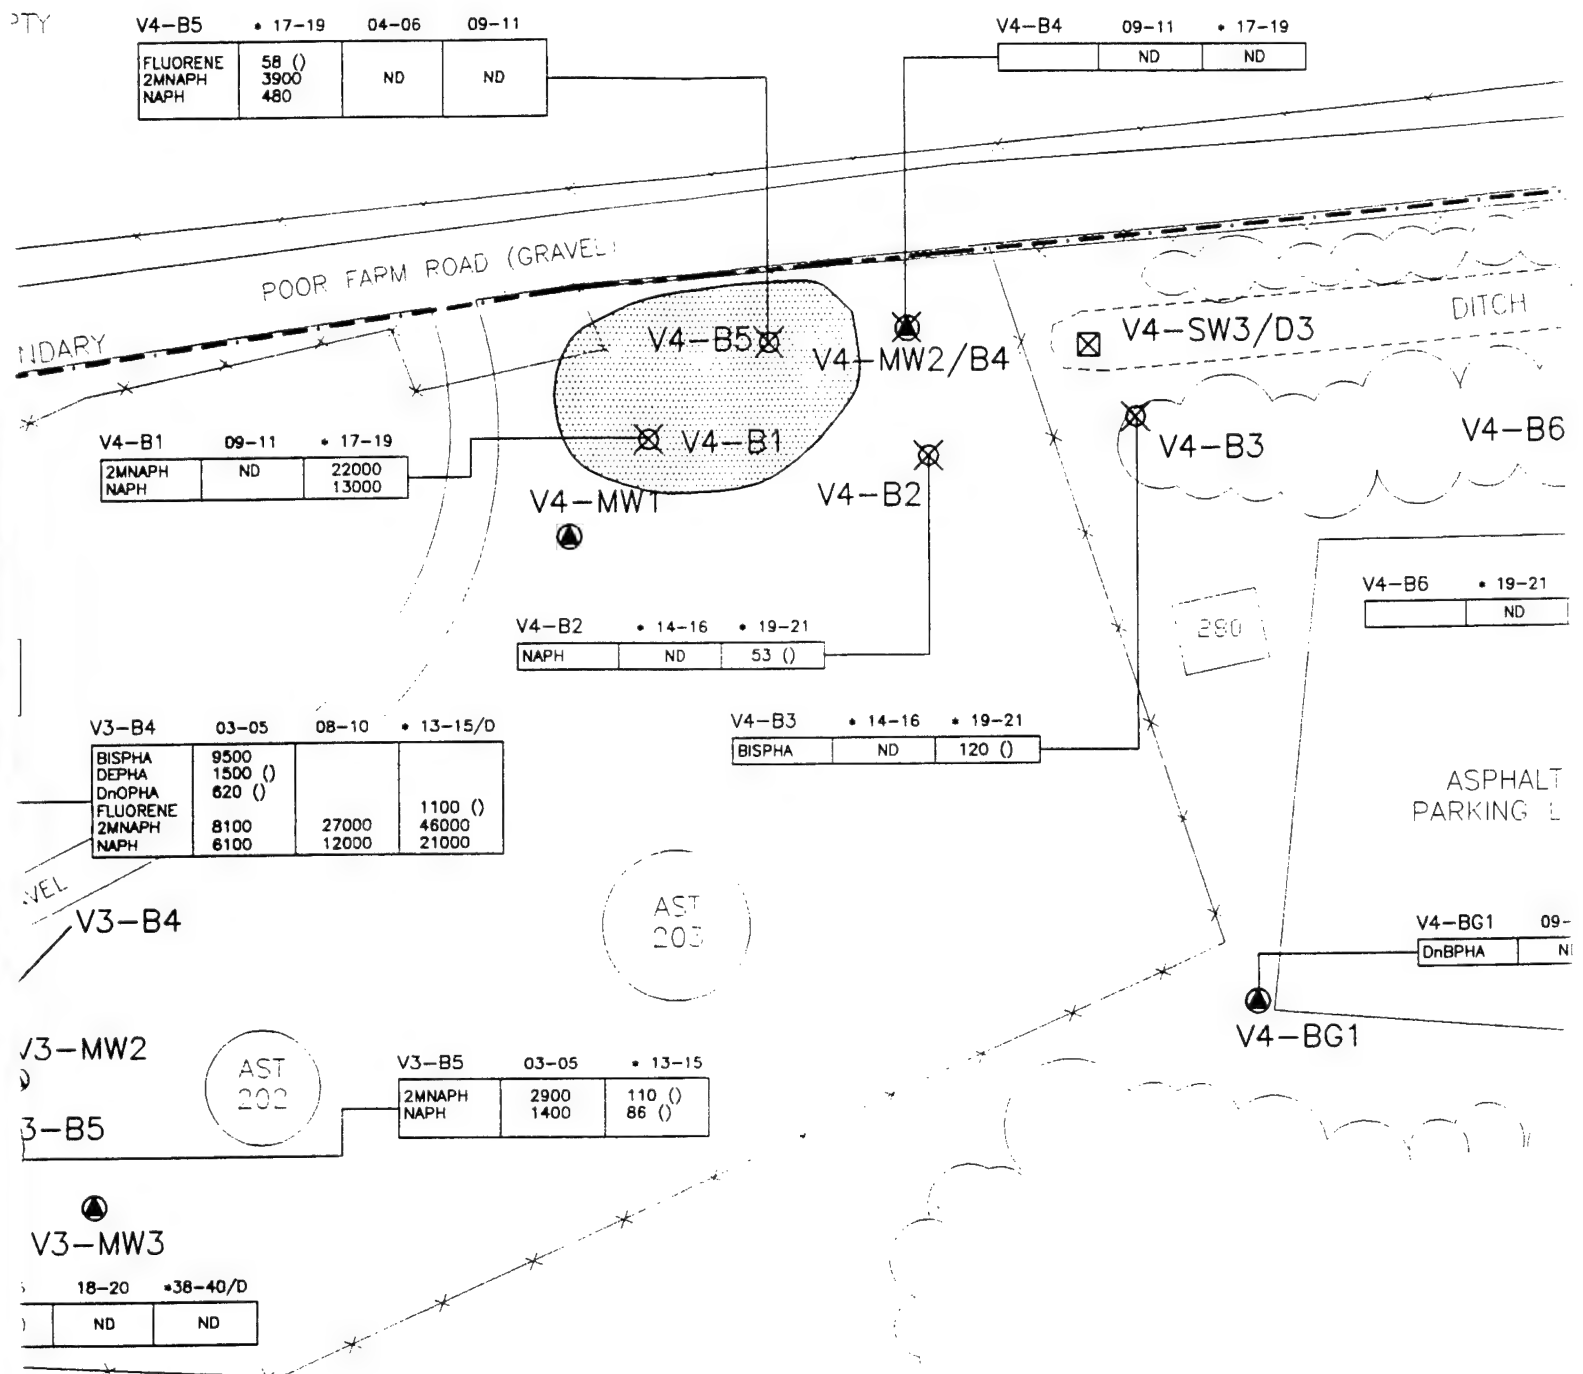 V4-B5 * 17-19 04-06 09-11
FLUORENE 58 ()
2MNAPH 3900 ND ND
NAPH 480
V4-B4 09-11 * 17-19
ND ND
POOR FARM ROAD (GRAVEL)
NDARY
DITCH
V4-B5
V4-MW2/B4
V4-SW3/D3
V4-B1
V4-B3
V4-B6
V4-B2
V4-MW1
V4-B1 09-11 * 17-19
2MNAPH ND 22000
NAPH 13000
V4-B6 * 19-21
ND
280
V4-B2 * 14-16 * 19-21
NAPH ND 53 ()
V4-B3 * 14-16 * 19-21
BISPHA ND 120 ()
V3-B4 03-05 08-10 * 13-15/D
BISPHA 9500
DEPHA 1500 ()
DnOPHA 620 ()
FLUORENE 1100 ()
2MNAPH 8100 27000 46000
NAPH 6100 12000 21000
ASPHALT
PARKING L
VEL
V3-B4
AST
203
V4-BG1 09-
DnBPHA N
V4-BG1
V3-MW2
AST
202
V3-B5 03-05 * 13-15
2MNAPH 2900 110 ()
NAPH 1400 86 ()
3-B5
V3-MW3
18-20 *38-40/D
) ND ND